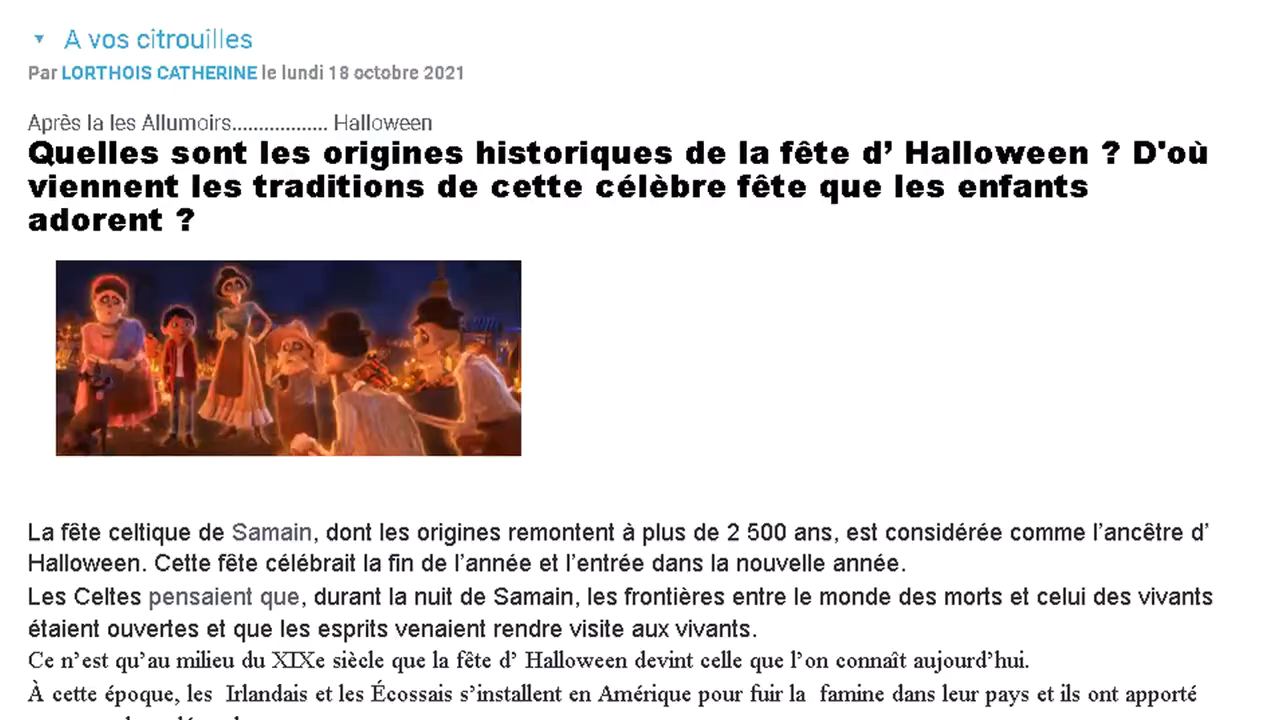 A vos citrouilles
Par LORTHOIS CATHERINE le lundi 18 octobre 2021
Après la les Allumoirs.................. Halloween
Quelles sont les origines historiques de la fête d’ Halloween ? D'où
viennent les traditions de cette célèbre fête que les enfants
adorent ?
La fête celtique de Samain, dont les origines remontent à plus de 2 500 ans, est considérée comme l’ancêtre d’
Halloween. Cette fête célébrait la fin de l’année et l’entrée dans la nouvelle année.
Les Celtes pensaient que, durant la nuit de Samain, les frontières entre le monde des morts et celui des vivants
étaient ouvertes et que les esprits venaient rendre visite aux vivants.
Ce n’est qu’au milieu du XIXe siècle que la fête d’ Halloween devint celle que l’on connaît aujourd’hui.
À cette époque, les  Irlandais et les Écossais s’installent en Amérique pour fuir la  famine dans leur pays et ils ont apporté